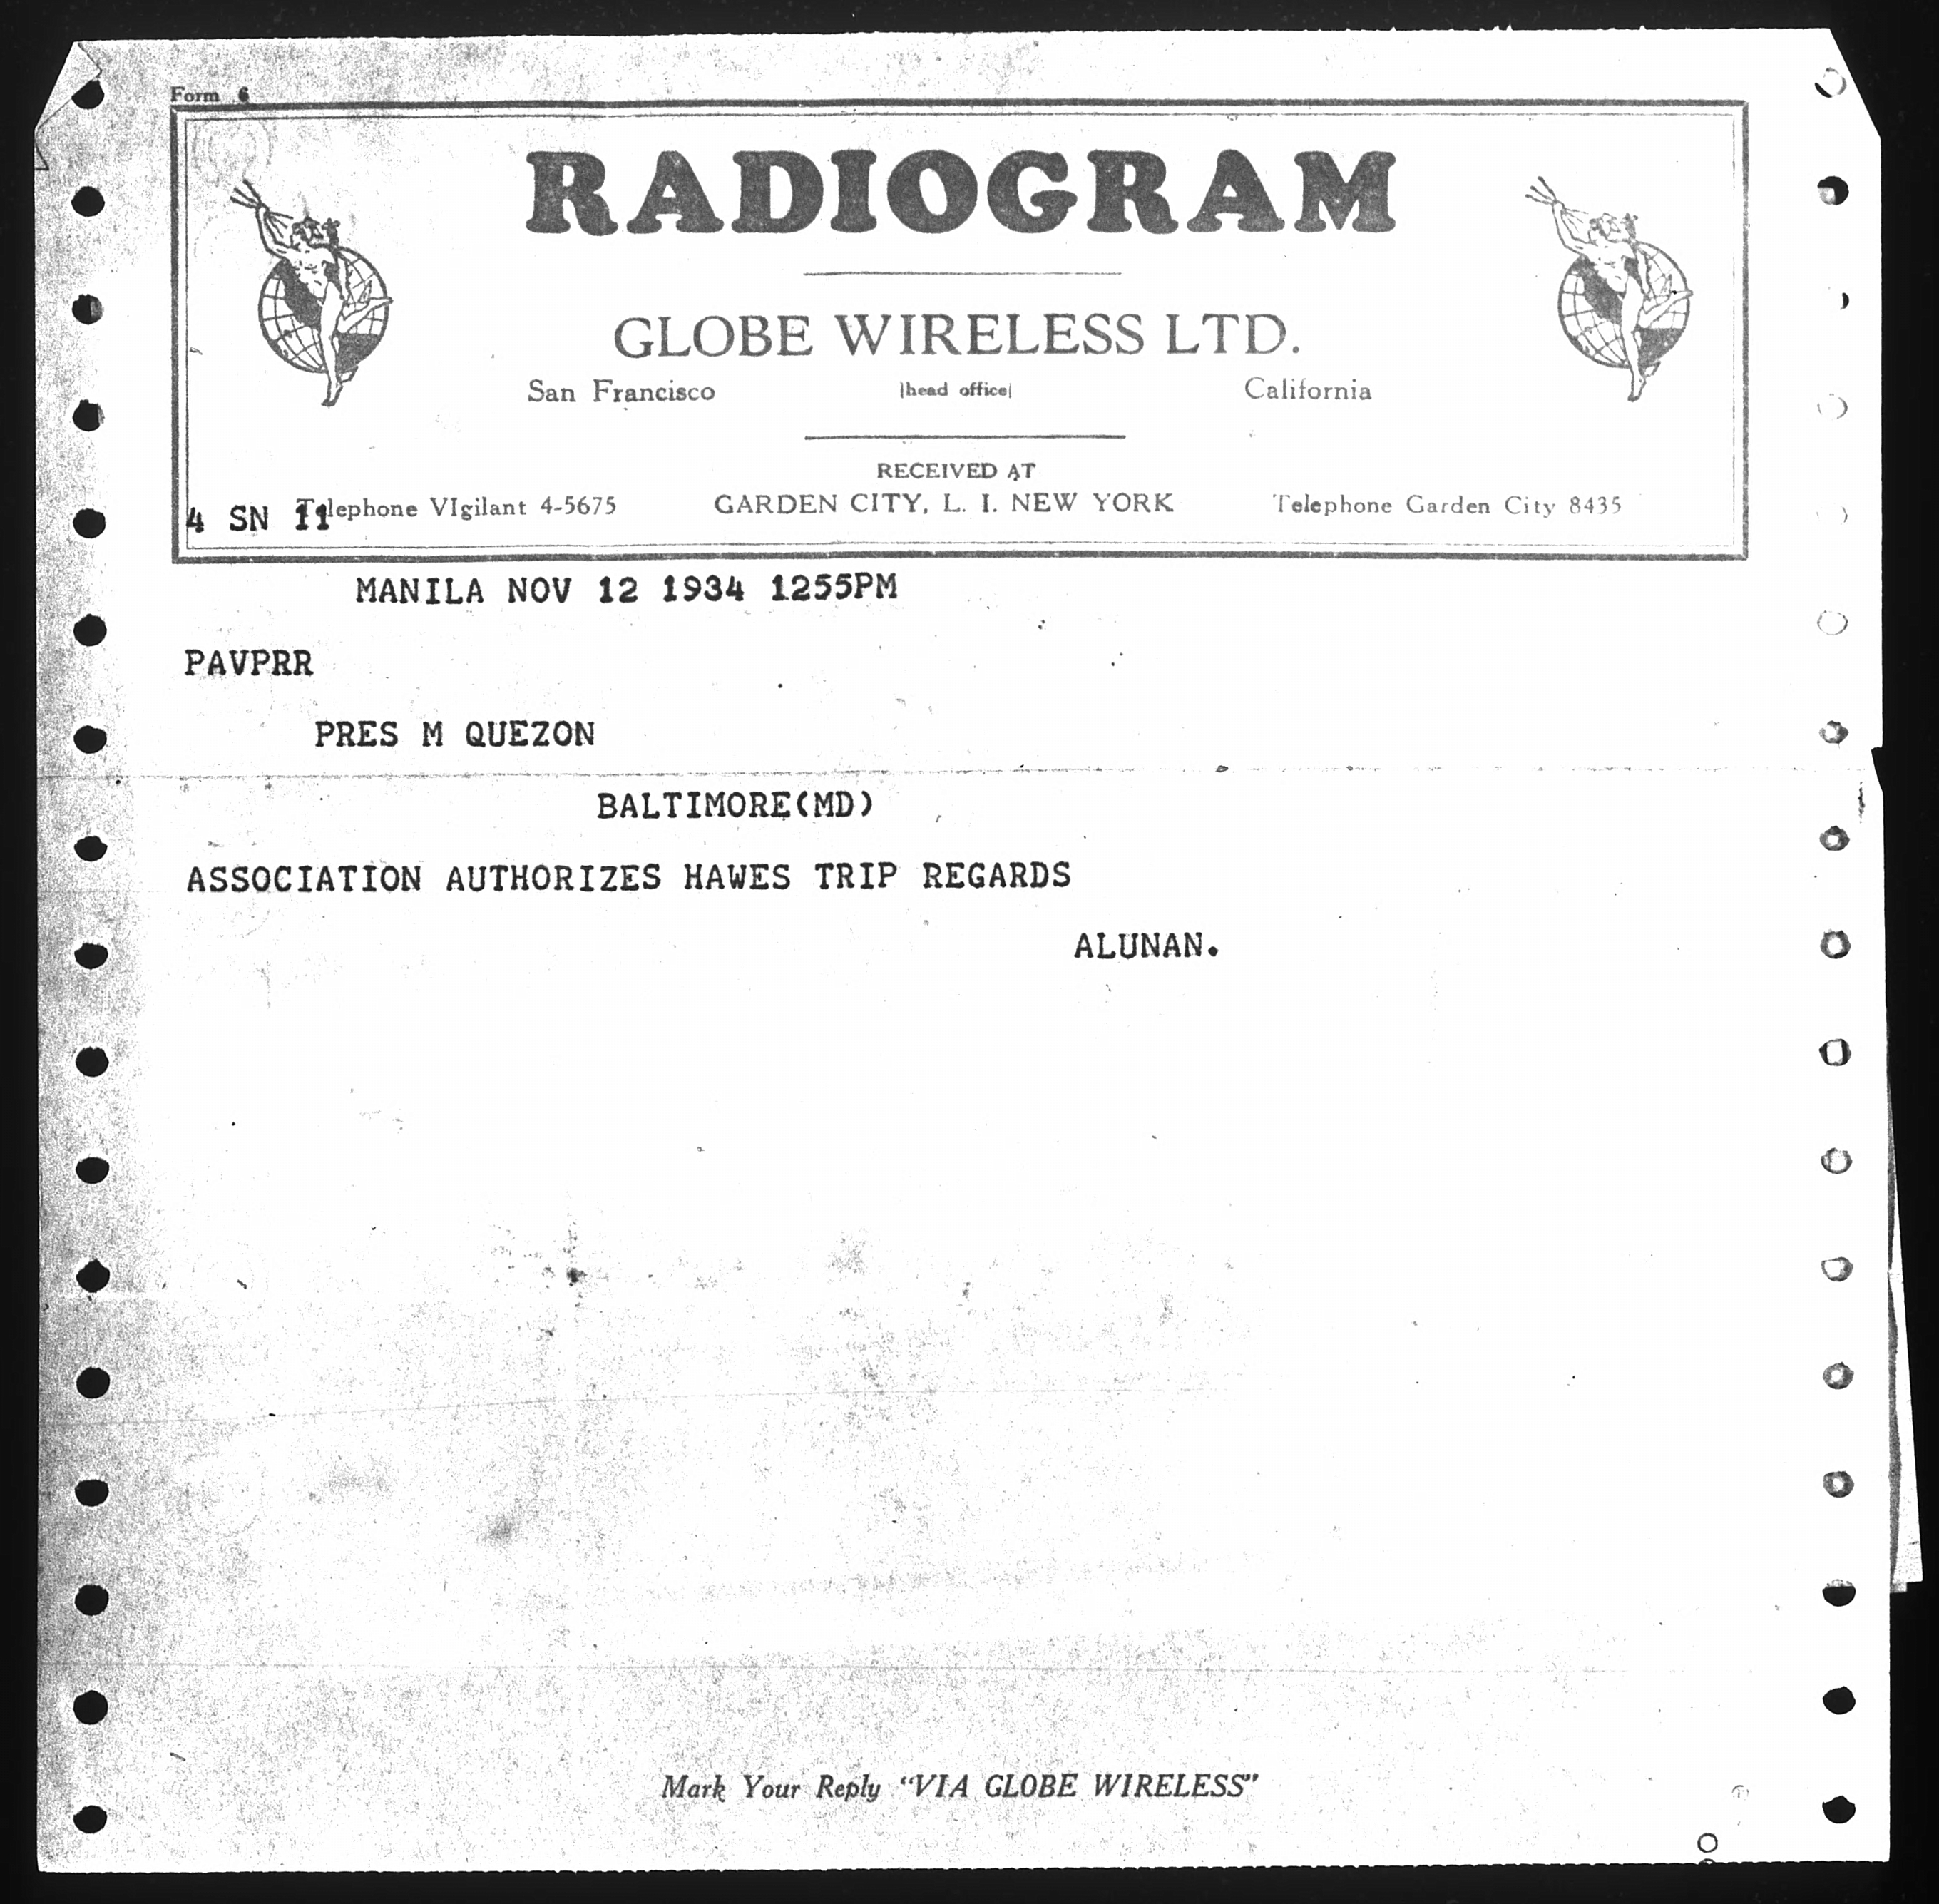 Form 6
RADIOGRAM
GLOBE WIRELESS LTD.
San Francisco |head office| California
RECEIVED AT
4 SN 11 Telephone VIgilant 4-5675 GARDEN CITY, L. I. NEW YORK Telephone Garden City 8435
MANILA NOV 12 1934 1255PM
PAVPRR
PRES M QUEZON
BALTIMORE(MD)
ASSOCIATION AUTHORIZES HAWES TRIP REGARDS
ALUNAN.
Mark Your Reply "VIA GLOBE WIRELESS"